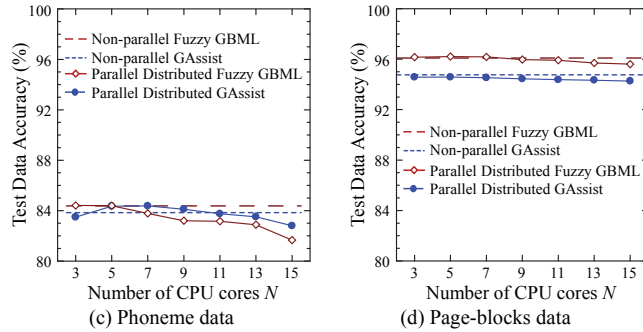 100
96
92
88
84
80
Test Data Accuracy (%)
Non-parallel Fuzzy GBML
Non-parallel GAssist
Parallel Distributed Fuzzy GBML
Parallel Distributed GAssist
3 5 7 9 11 13 15
Number of CPU cores N
(c) Phoneme data
100
96
92
88
84
80
Test Data Accuracy (%)
Non-parallel Fuzzy GBML
Non-parallel GAssist
Parallel Distributed Fuzzy GBML
Parallel Distributed GAssist
3 5 7 9 11 13 15
Number of CPU cores N
(d) Page-blocks data